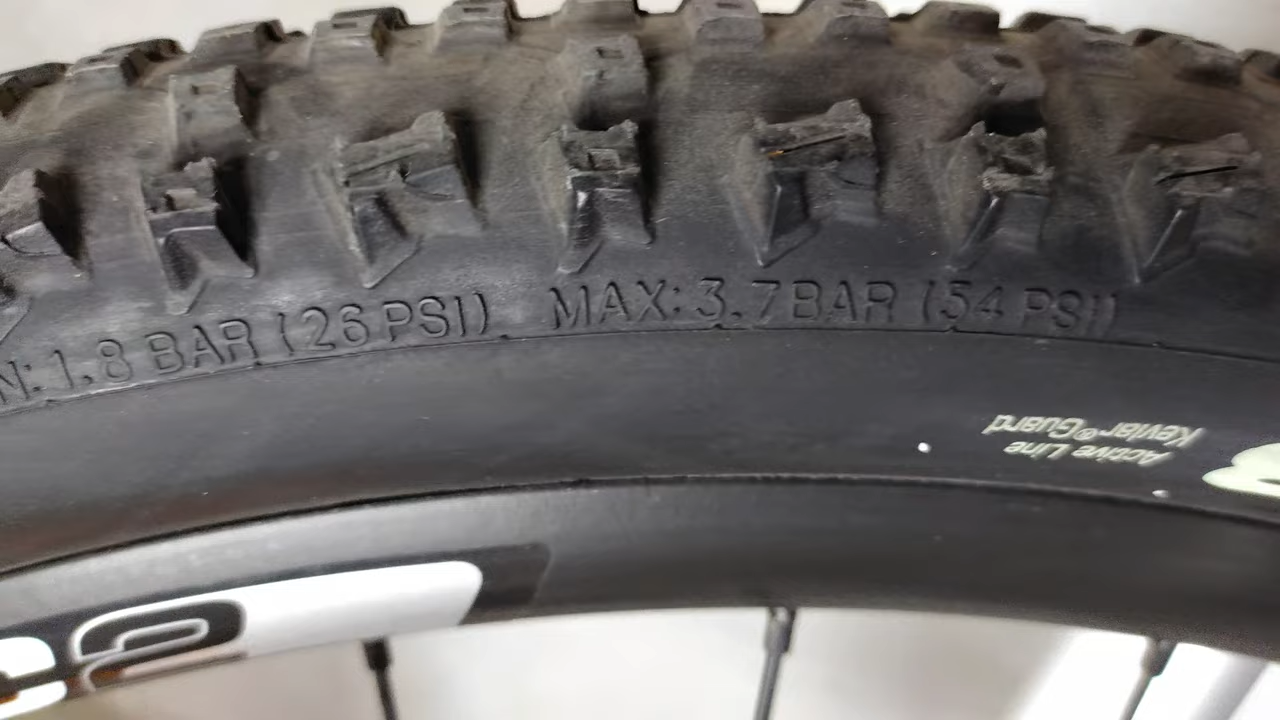 N: 1.8 BAR (26 PSI) MAX: 3.7 BAR (54 PSI)
Active Line
Kevlar®Guard